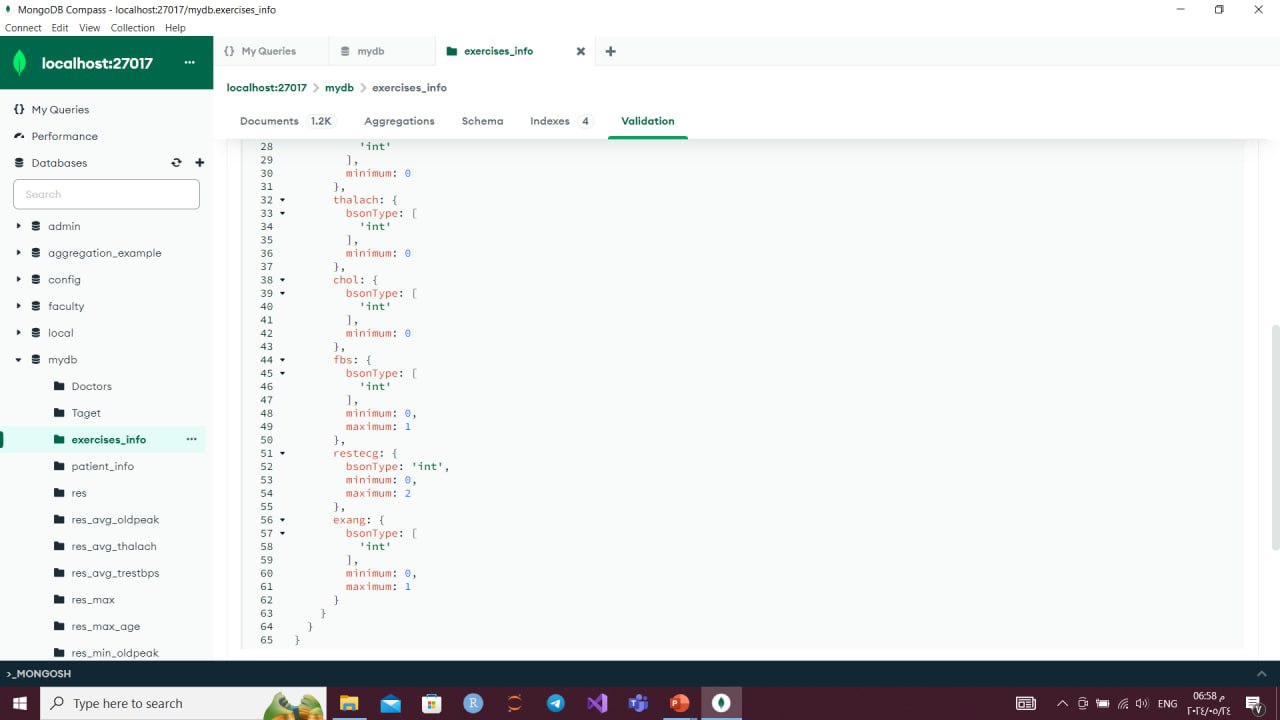 MongoDB Compass - localhost:27017/mydb.exercises_info
Connect Edit View Collection Help
localhost:27017
...
My Queries
mydb
exercises_info
localhost:27017 > mydb > exercises_info
{} My Queries
Performance
Databases
Search
admin
aggregation_example
config
faculty
local
mydb
Doctors
Taget
exercises_info
...
patient_info
res
res_avg_oldpeak
res_avg_thalach
res_avg_trestbps
res_max
res_max_age
res_min_oldpeak
Documents 1.2K Aggregations Schema Indexes 4 Validation
28 'int'
29 ],
30 minimum: 0
31 },
32 thalach: {
33 bsonType: [
34 'int'
35 ],
36 minimum: 0
37 },
38 chol: {
39 bsonType: [
40 'int'
41 ],
42 minimum: 0
43 },
44 fbs: {
45 bsonType: [
46 'int'
47 ],
48 minimum: 0,
49 maximum: 1
50 },
51 restecg: {
52 bsonType: 'int',
53 minimum: 0,
54 maximum: 2
55 },
56 exang: {
57 bsonType: [
58 'int'
59 ],
60 minimum: 0,
61 maximum: 1
62 }
63 }
64 }
65 }
>_MONGOSH
Type here to search
ENG
06:58 م
٢٠٢٤/٠٥/٢٤